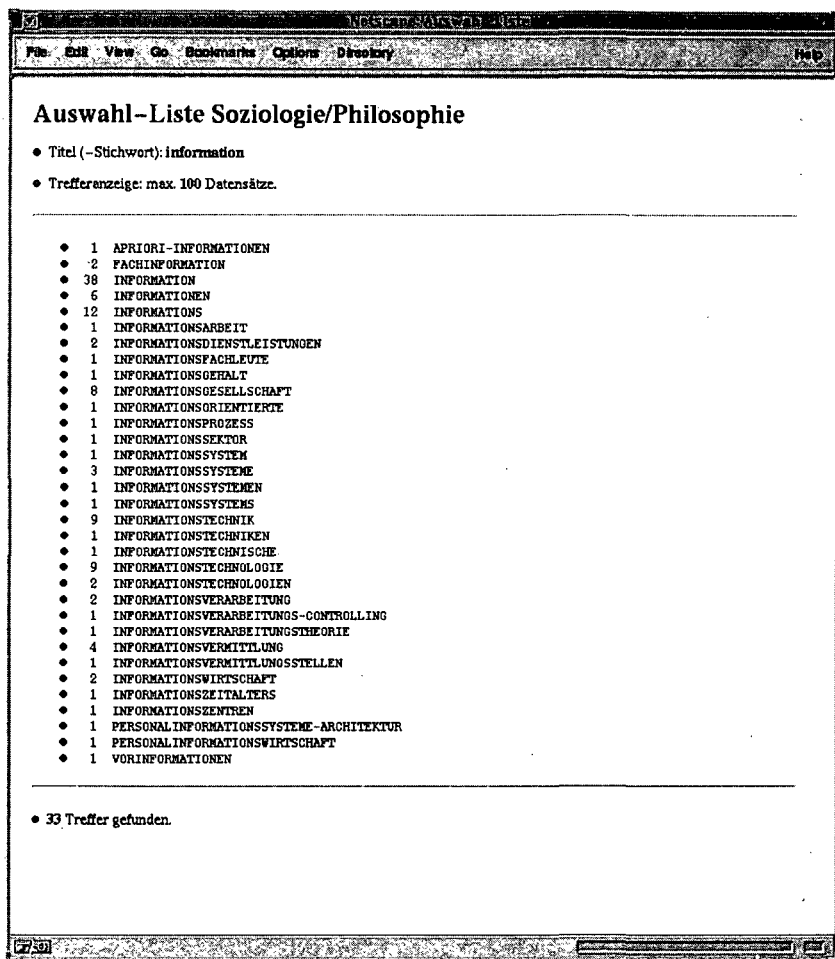 Netscape: Auswahl-Liste
File Edit View Go Bookmarks Options Directory Help
Auswahl-Liste Soziologie/Philosophie
• Titel (-Stichwort): information
• Trefferanzeige: max. 100 Datensätze.
• 1 APRIORI-INFORMATIONEN
• 2 FACHINFORMATION
• 38 INFORMATION
• 6 INFORMATIONEN
• 12 INFORMATIONS
• 1 INFORMATIONSARBEIT
• 2 INFORMATIONSDIENSTLEISTUNGEN
• 1 INFORMATIONSFACHLEUTE
• 1 INFORMATIONSGEHALT
• 8 INFORMATIONSGESELLSCHAFT
• 1 INFORMATIONSORIENTIERTE
• 1 INFORMATIONSPROZESS
• 1 INFORMATIONSSEKTOR
• 1 INFORMATIONSSYSTEM
• 3 INFORMATIONSSYSTEME
• 1 INFORMATIONSSYSTEMEN
• 1 INFORMATIONSSYSTEMS
• 9 INFORMATIONSTECHNIK
• 1 INFORMATIONSTECHNIKEN
• 1 INFORMATIONSTECHNISCHE
• 9 INFORMATIONSTECHNOLOGIE
• 2 INFORMATIONSTECHNOLOGIEN
• 2 INFORMATIONSVERARBEITUNG
• 1 INFORMATIONSVERARBEITUNGS-CONTROLLING
• 1 INFORMATIONSVERARBEITUNGSTHEORIE
• 4 INFORMATIONSVERMITTLUNG
• 1 INFORMATIONSVERMITTLUNGSSTELLEN
• 2 INFORMATIONSWIRTSCHAFT
• 1 INFORMATIONSZEITALTERS
• 1 INFORMATIONSZENTREN
• 1 PERSONALINFORMATIONSSYSTEME-ARCHITEKTUR
• 1 PERSONALINFORMATIONSWIRTSCHAFT
• 1 VORINFORMATIONEN
• 33 Treffer gefunden.